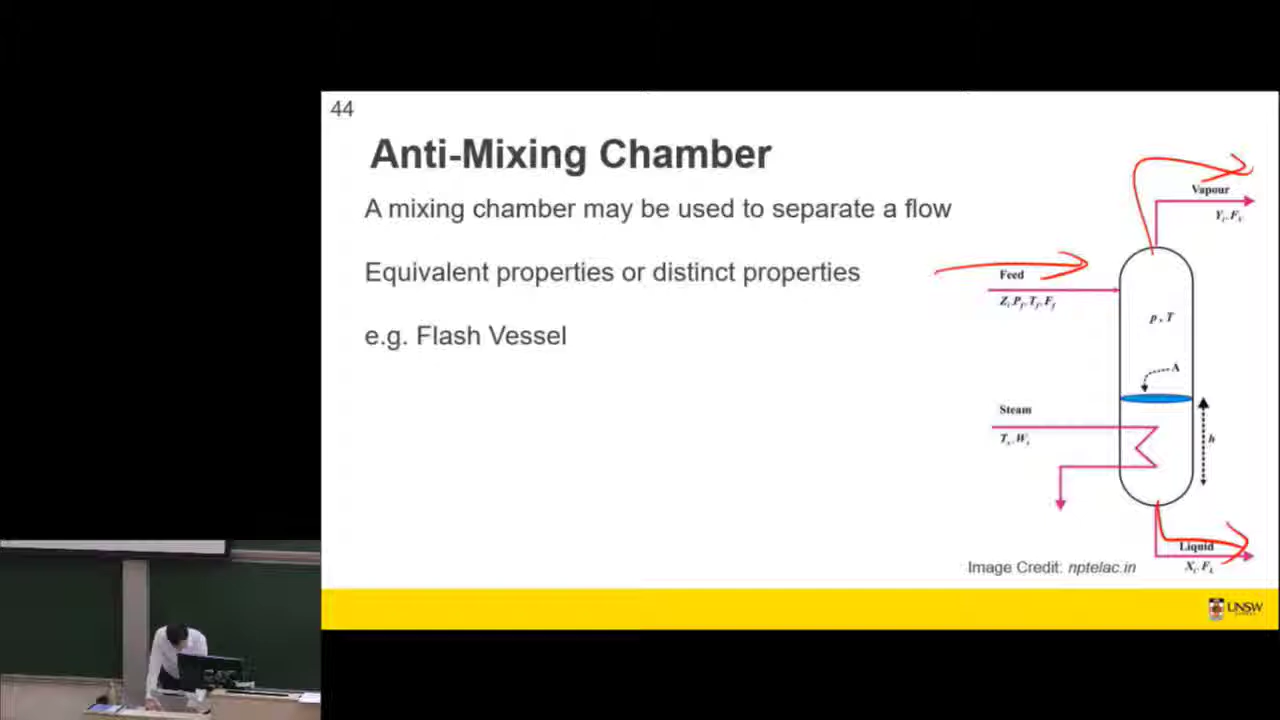 44
Anti-Mixing Chamber
A mixing chamber may be used to separate a flow
Equivalent properties or distinct properties
e.g. Flash Vessel
Vapour
Feed
p , T
A
Steam
h
Liquid
Image Credit: nptelac.in
UNSW